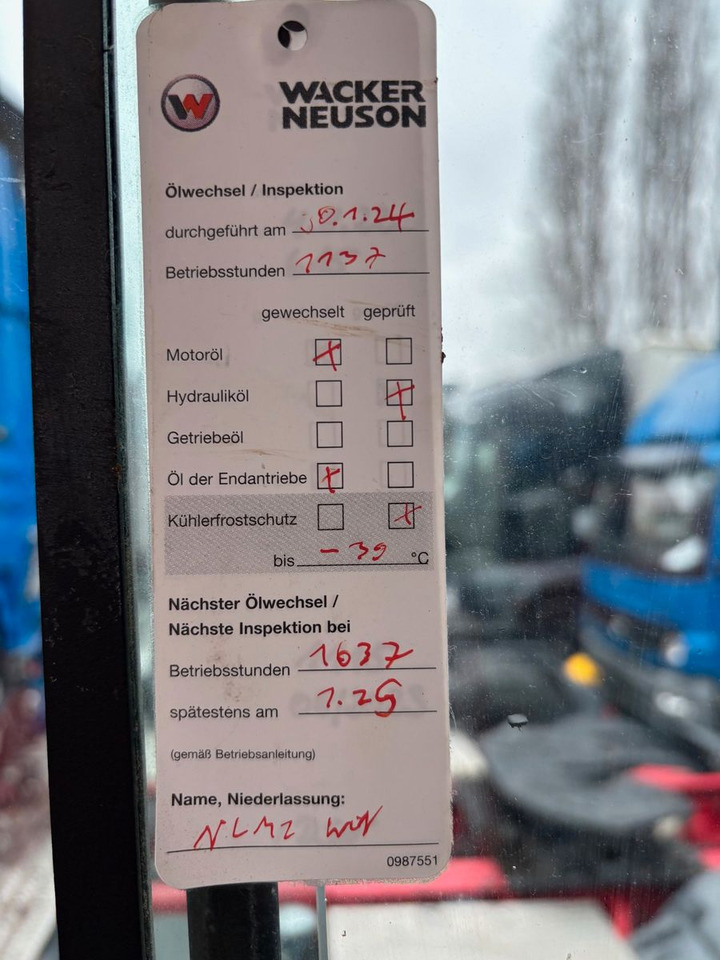 W
WACKER
NEUSON
Ölwechsel / Inspektion
durchgeführt am 30.1.24
Betriebsstunden 1137
gewechselt geprüft
Motoröl
Hydrauliköl
Getriebeöl
Öl der Endantriebe
Kühlerfrostschutz
bis -39 °C
Nächster Ölwechsel /
Nächste Inspektion bei
Betriebsstunden 1637
spätestens am 1.25
(gemäß Betriebsanleitung)
Name, Niederlassung:
NLMZ
0987551